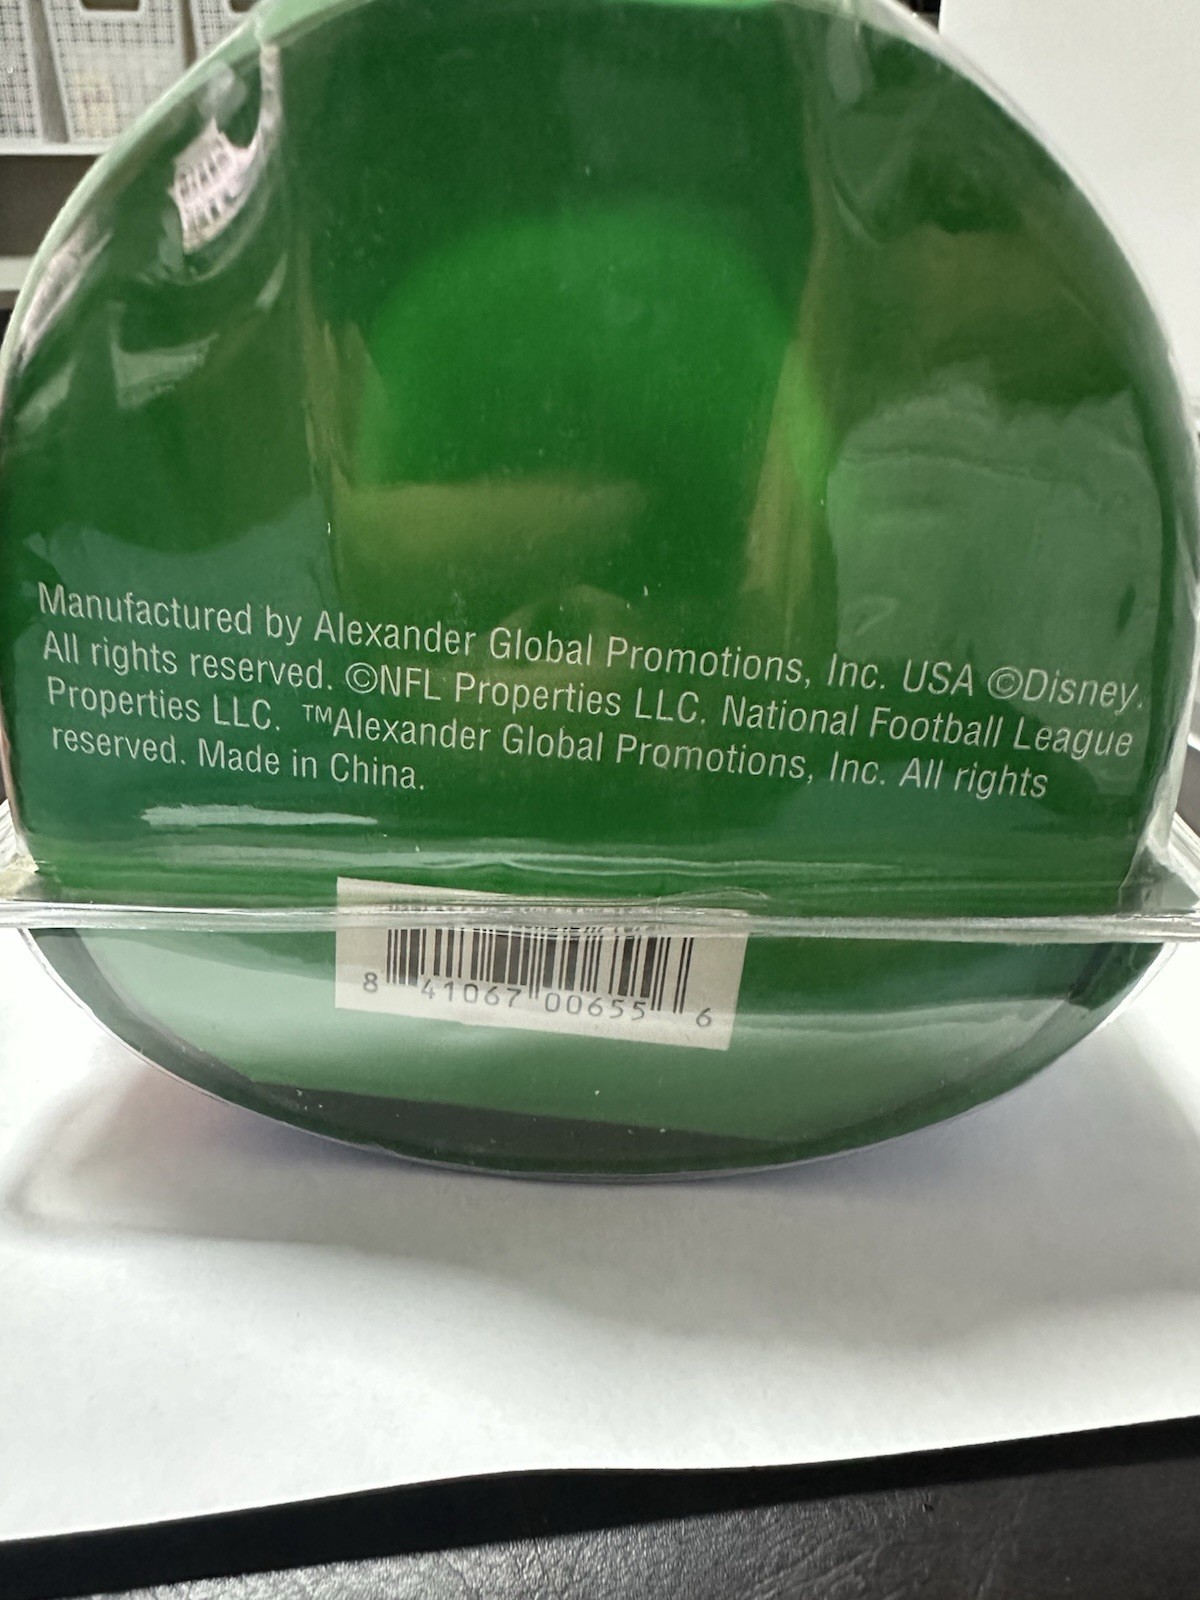 Manufactured by Alexander Global Promotions, Inc. USA ©Disney.
All rights reserved. ©NFL Properties LLC. National Football League
Properties LLC. ™Alexander Global Promotions, Inc. All rights
reserved. Made in China.
8 41067 00655 6